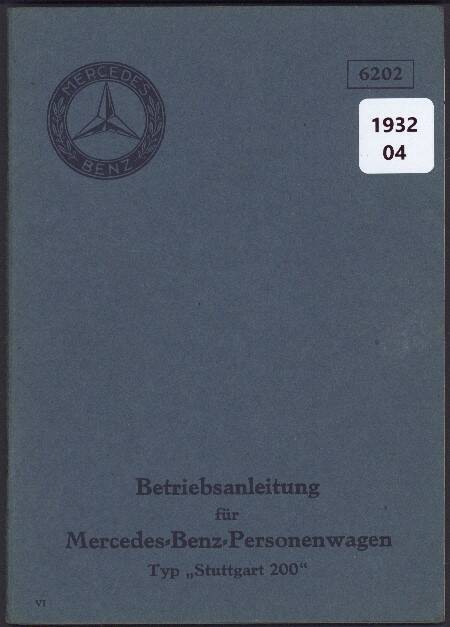 MERCEDES
BENZ
6202
1932
04
Betriebsanleitung
für
Mercedes-Benz-Personenwagen
Typ „Stuttgart 200“
VI